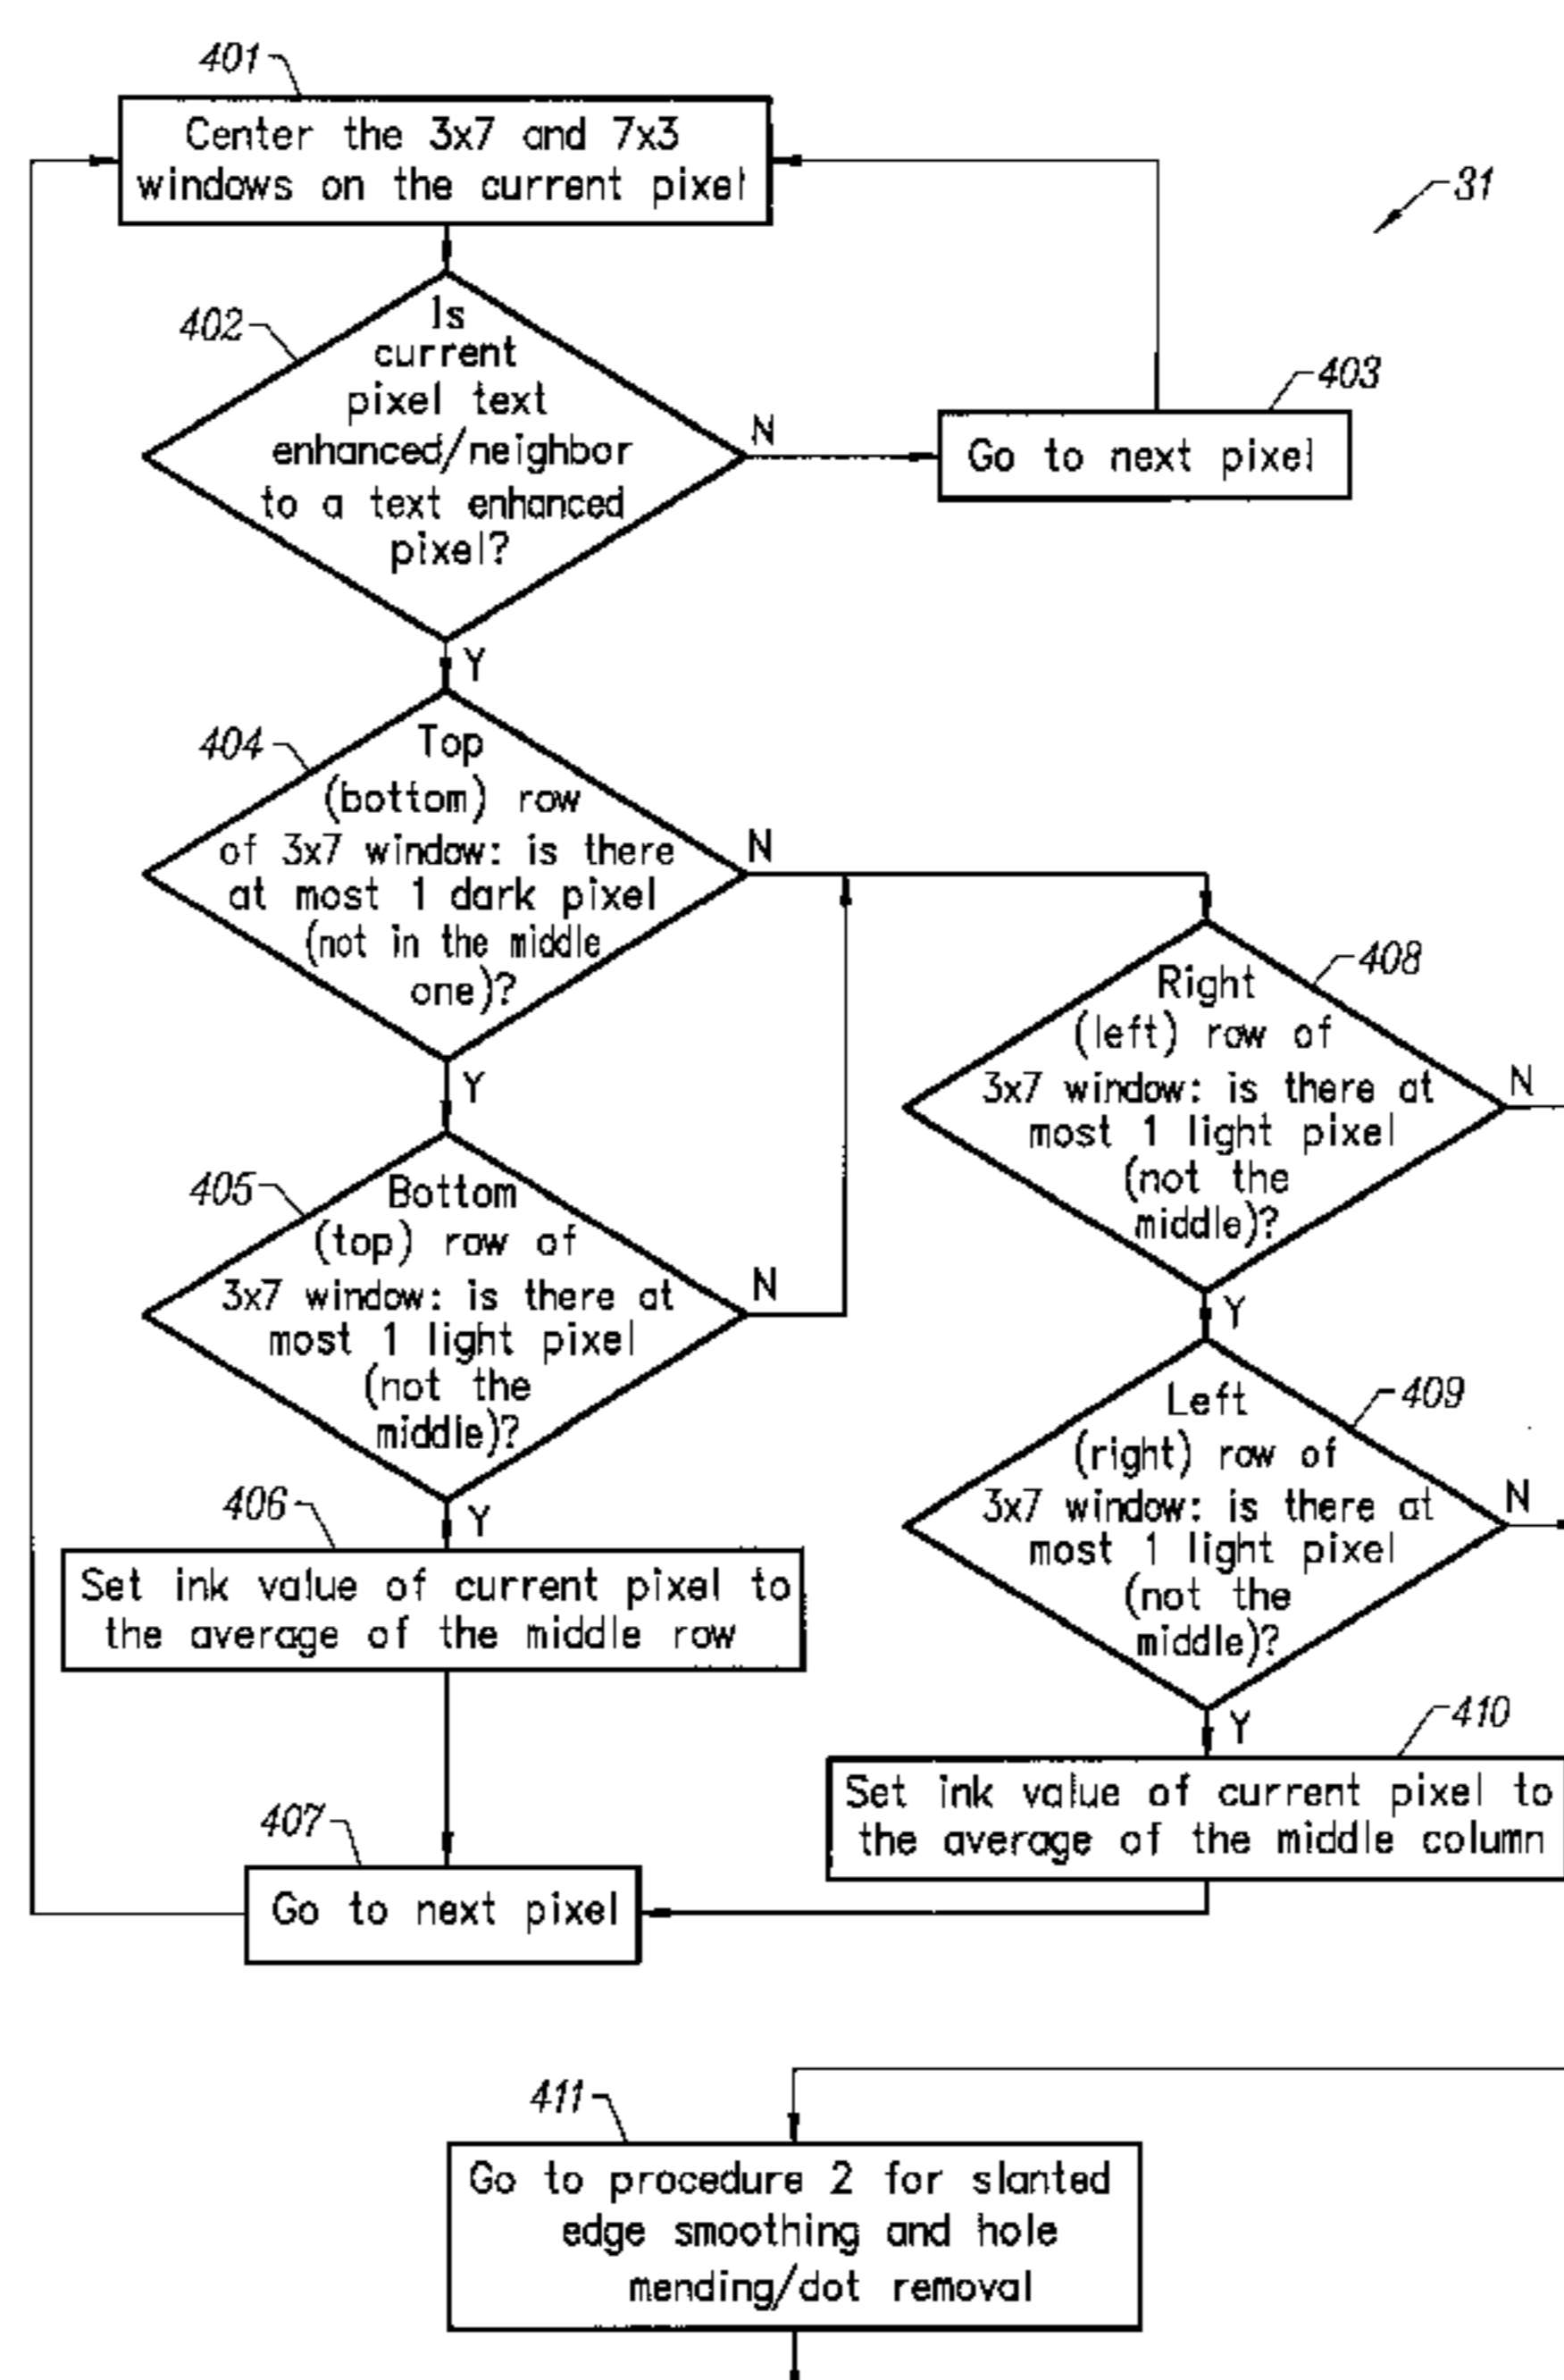 401
Center the 3x7 and 7x3
windows on the current pixel
31
402
Is
current
pixel text
enhanced/neighbor
to a text enhanced
pixel?
N
403
Go to next pixel
Y
404
Top
(bottom) row
of 3x7 window: is there
at most 1 dark pixel
(not in the middle
one)?
N
Y
405
Bottom
(top) row of
3x7 window: is there at
most 1 light pixel
(not the
middle)?
N
Y
406
Set ink value of current pixel to
the average of the middle row
407
Go to next pixel
408
Right
(left) row of
3x7 window: is there at
most 1 light pixel
(not the
middle)?
N
Y
409
Left
(right) row of
3x7 window: is there at
most 1 light pixel
(not the
middle)?
N
Y
410
Set ink value of current pixel to
the average of the middle column
411
Go to procedure 2 for slanted
edge smoothing and hole
mending/dot removal